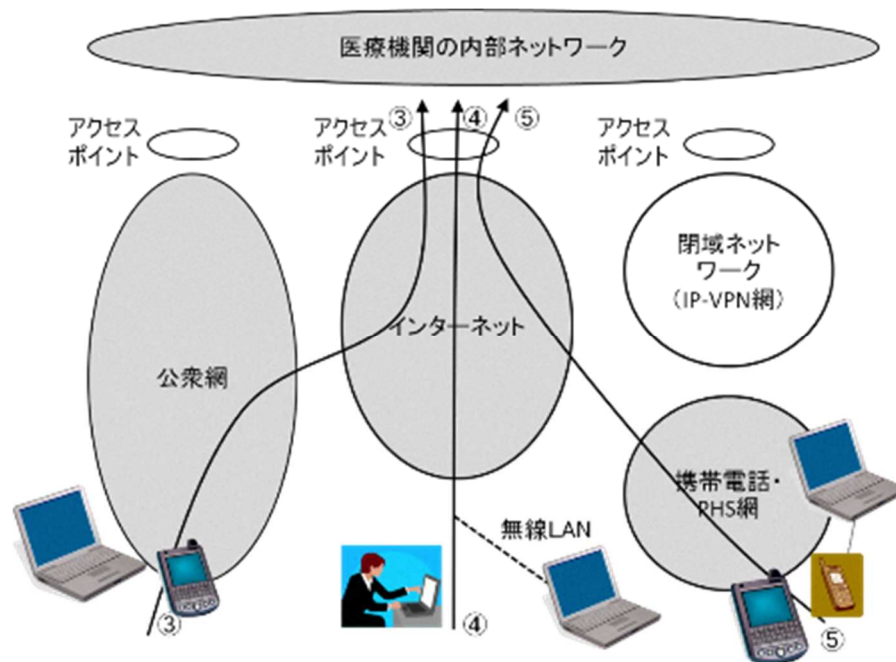 医療機関の内部ネットワーク
③
④
⑤
アクセス
ポイント
アクセス
ポイント
アクセス
ポイント
閉域ネット
ワーク
（IP-VPN網）
インターネット
公衆網
携帯電話・
PHS網
無線LAN
③
④
⑤